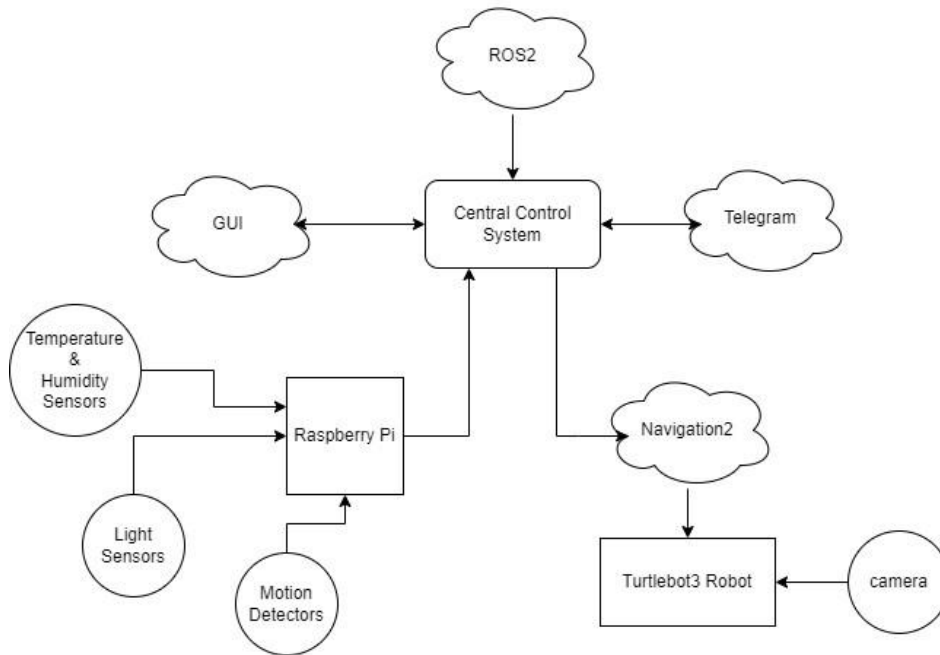 ROS2
GUI
Central Control
System
Telegram
Temperature
&
Humidity
Sensors
Raspberry Pi
Navigation2
Light
Sensors
Motion
Detectors
Turtlebot3 Robot
camera